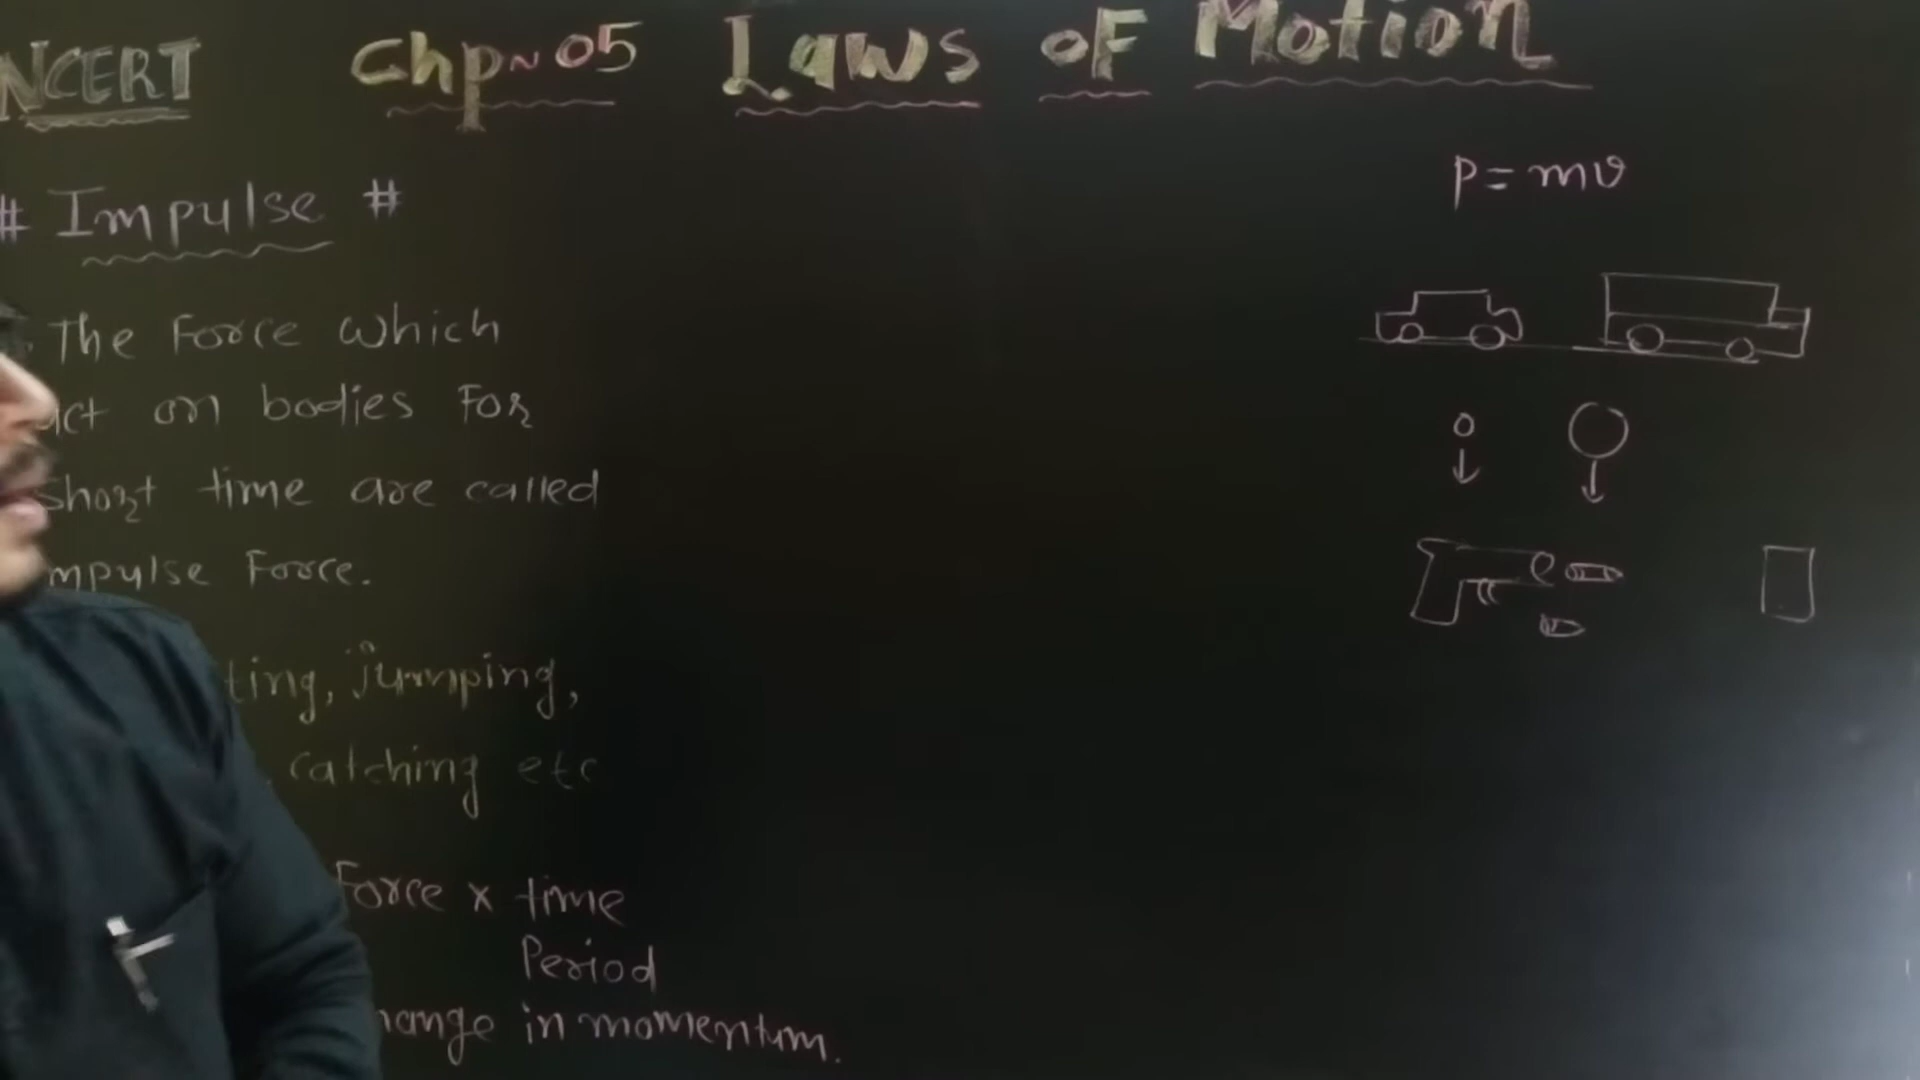 NCERT Chp~05 Laws of Motion
# Impulse #
The Force which
act on bodies For
short time are called
mpulse Force.
ting, jumping,
catching etc
Force x time
Period
hange in momentum.
p = mv